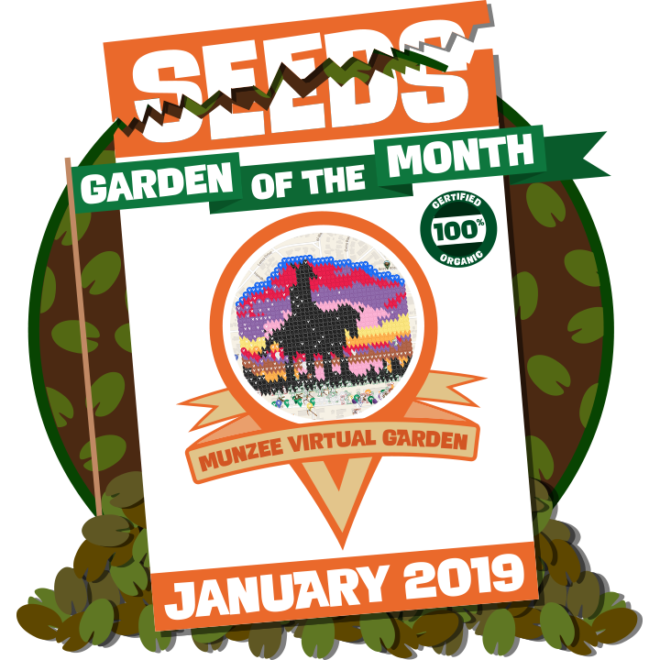 SEEDS
GARDEN OF THE MONTH
CERTIFIED
100%
ORGANIC
MUNZEE VIRTUAL GARDEN
JANUARY 2019